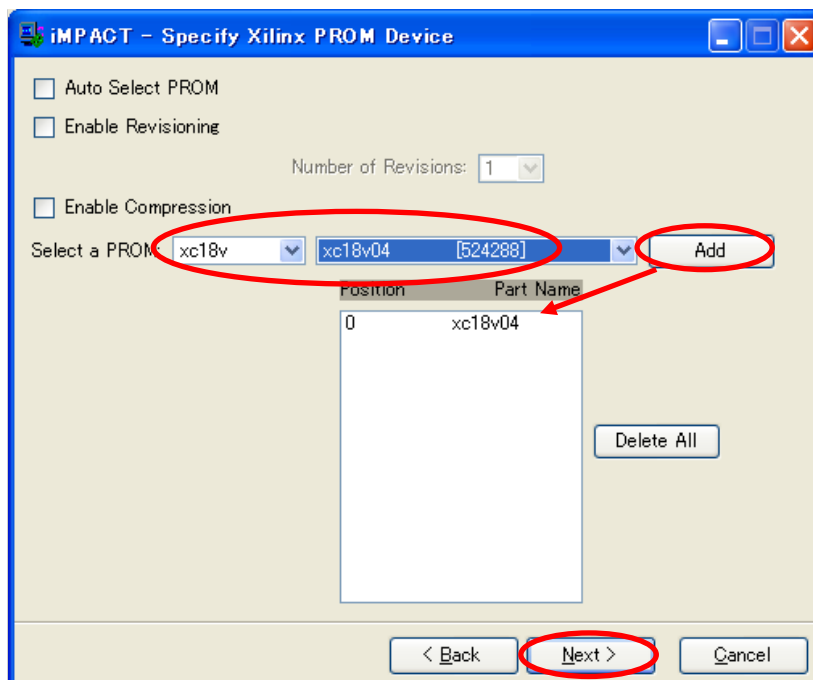 iMPACT - Specify Xilinx PROM Device
Auto Select PROM
Enable Revisioning
Number of Revisions: 1
Enable Compression
Select a PROM: xc18v xc18v04 [524288] Add
Position Part Name
0 xc18v04
Delete All
< Back Next > Cancel